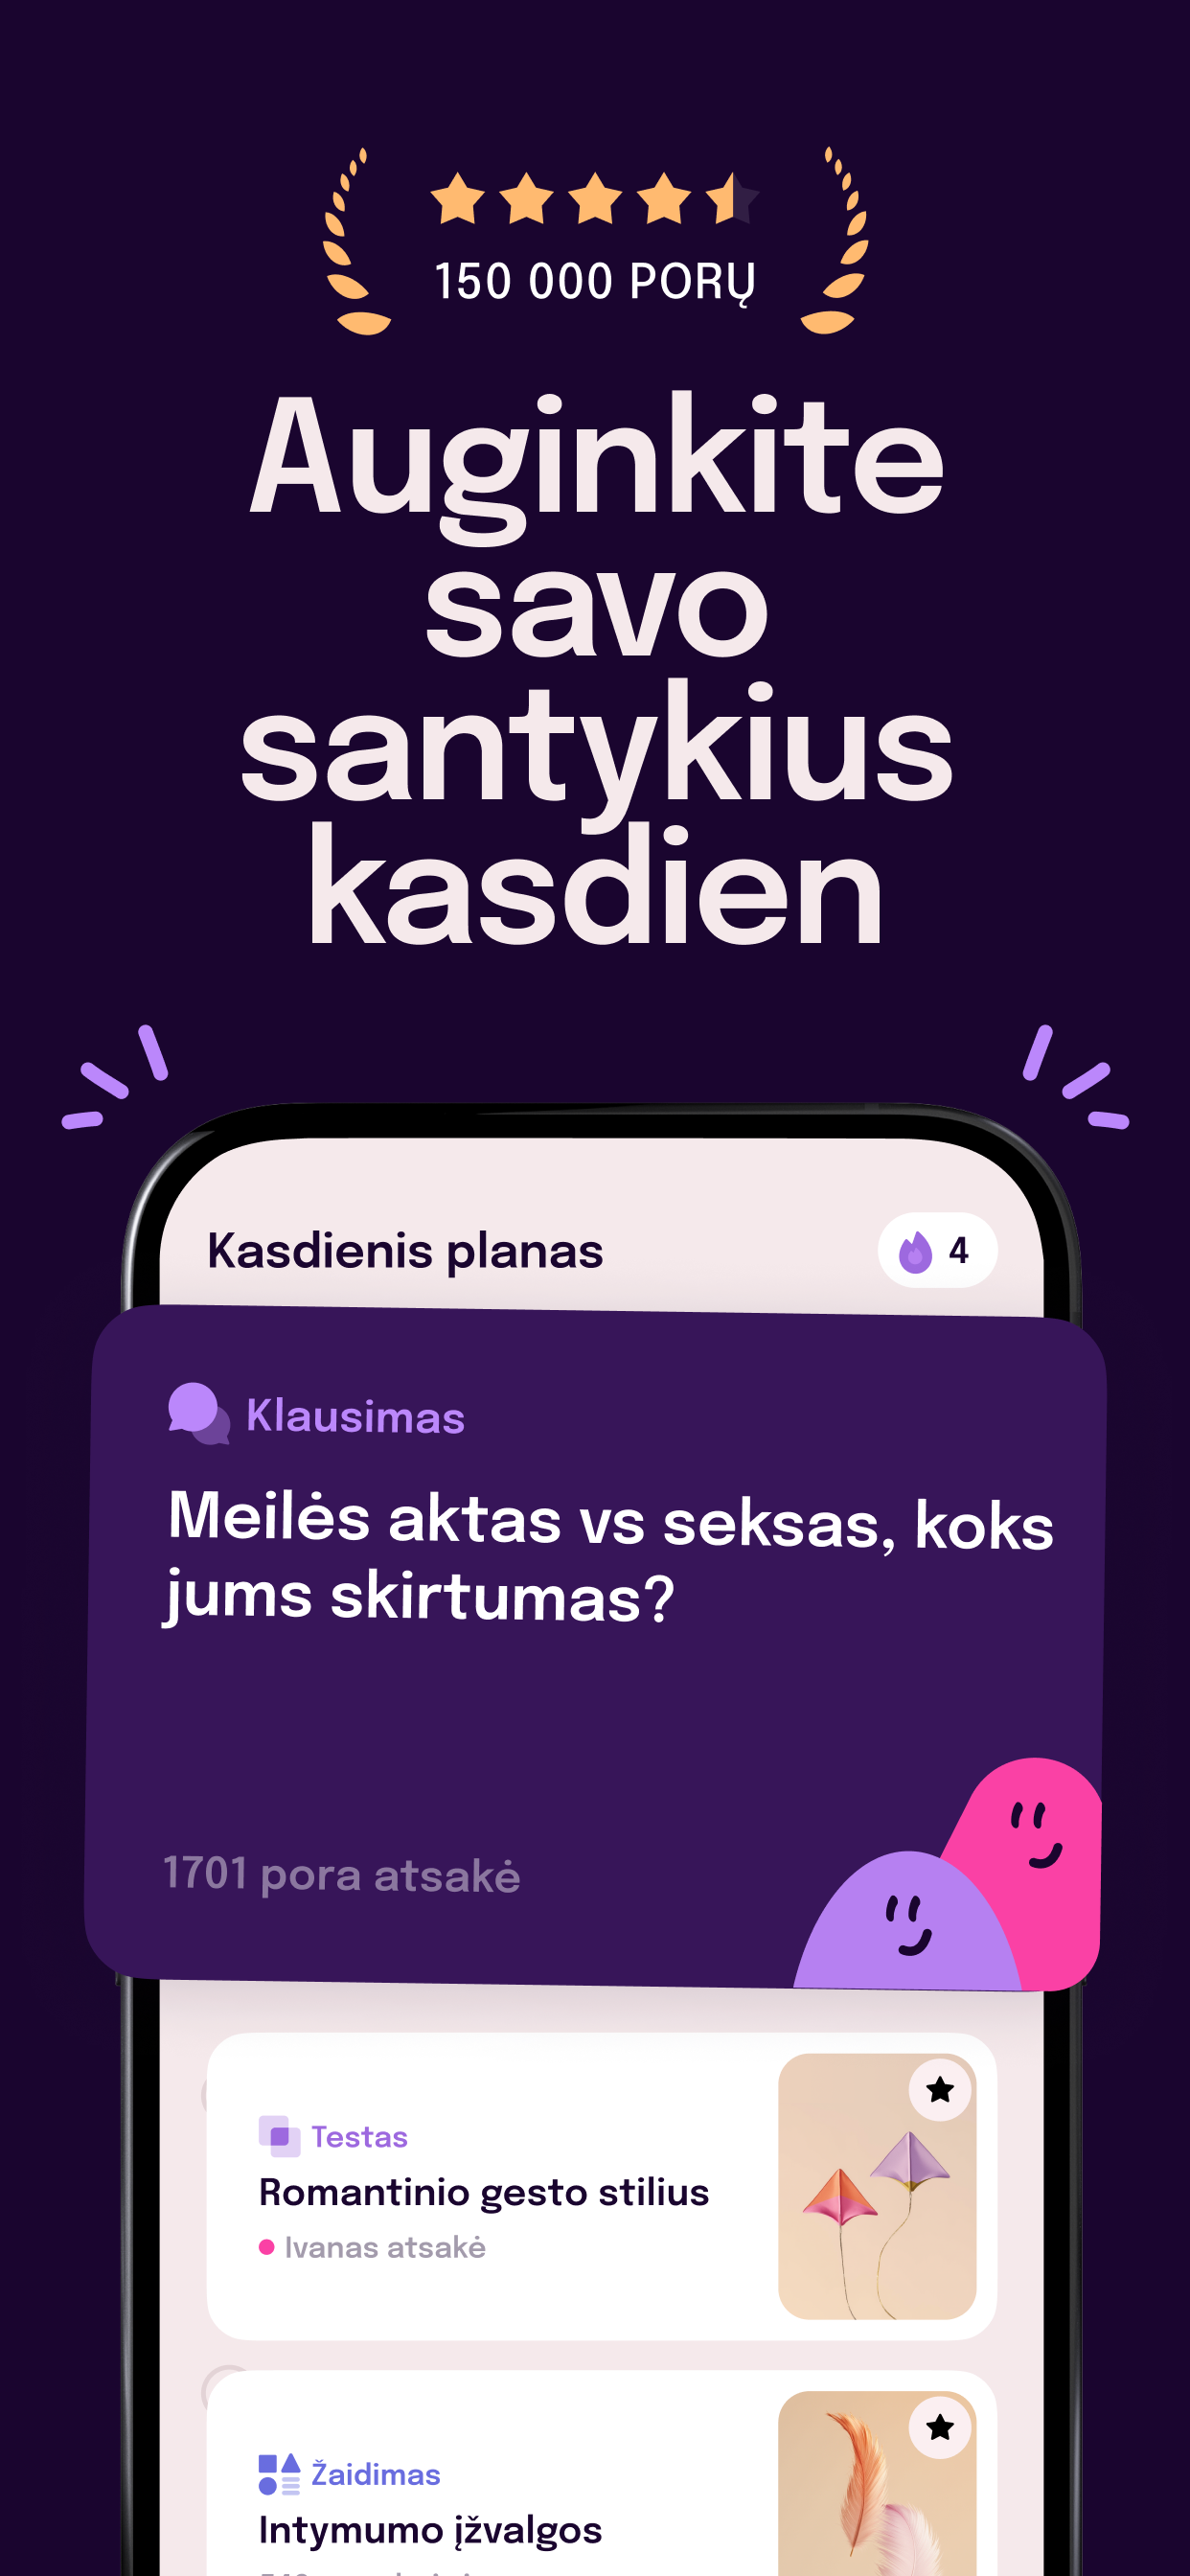 150 000 PORŲ
Auginkite
savo
santykius
kasdien
Kasdienis planas
4
Klausimas
Meilės aktas vs seksas, koks
jums skirtumas?
1701 pora atsakė
Testas
Romantinio gesto stilius
Ivanas atsakė
Žaidimas
Intymumo įžvalgos